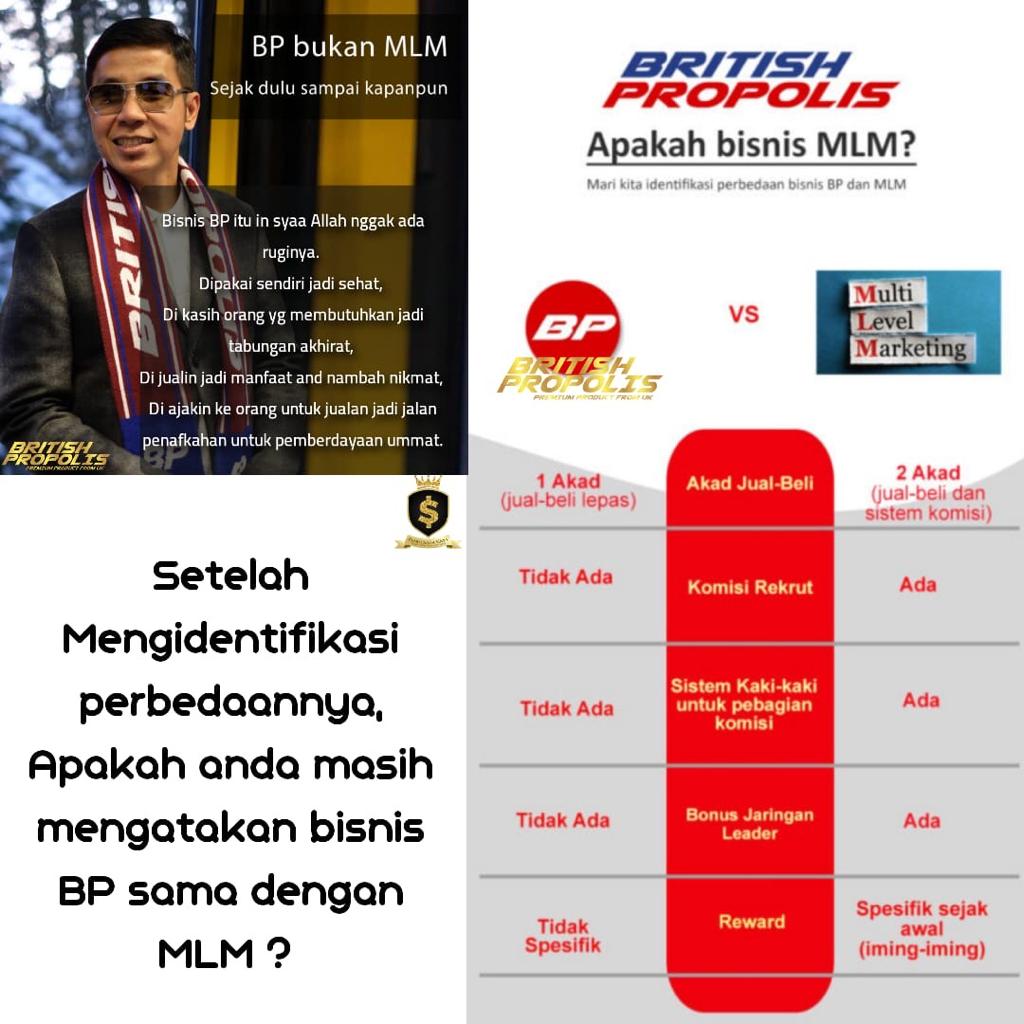 BP bukan MLM
Sejak dulu sampai kapanpun
Bisnis BP itu in syaa Allah nggak ada
ruginya.
Dipakai sendiri jadi sehat,
Di kasih orang yg membutuhkan jadi
tabungan akhirat,
Di jualin jadi manfaat and nambah nikmat,
Di ajakin ke orang untuk jualan jadi jalan
penafkahan untuk pemberdayaan ummat.
BRITISH
PROPOLIS
PREMIUM PRODUCT FROM UK
BP
$
Setelah
Mengidentifikasi
perbedaannya,
Apakah anda masih
mengatakan bisnis
BP sama dengan
MLM ?
BRITISH
PROPOLIS
Apakah bisnis MLM?
Mari kita identifikasi perbedaan bisnis BP dan MLM
BP
BRITISH
PROPOLIS
PREMIUM PRODUCT FROM UK
VS
Multi
Level
Marketing
1 Akad
(jual-beli lepas)
Akad Jual-Beli
2 Akad
(jual-beli dan
sistem komisi)
Tidak Ada
Komisi Rekrut
Ada
Tidak Ada
Sistem Kaki-kaki
untuk pebagian
komisi
Ada
Tidak Ada
Bonus Jaringan
Leader
Ada
Tidak
Spesifik
Reward
Spesifik sejak
awal
(iming-iming)